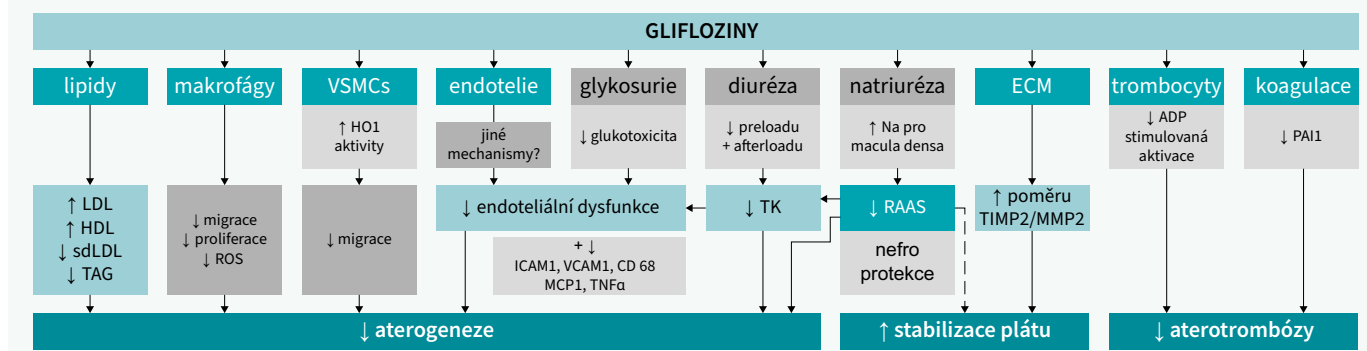 GLIFLOZINY
lipidy
makrofágy
VSMCs
endotelie
glykosurie
diuréza
natriuréza
ECM
trombocyty
koagulace
↑ HO1
aktivity
jiné
mechanismy?
↓ glukotoxicita
↓ preloadu
+ afterloadu
↑ Na pro
macula densa
↓ ADP
stimulovaná
aktivace
↓ PAI1
↑ LDL
↑ HDL
↓ sdLDL
↓ TAG
↓ migrace
↓ proliferace
↓ ROS
↓ migrace
↓ endoteliální dysfunkce
+ ↓
ICAM1, VCAM1, CD 68
MCP1, TNFα
↓ TK
↓ RAAS
nefro
protekce
↑ poměru
TIMP2/MMP2
↓ aterogeneze
↑ stabilizace plátu
↓ aterotrombózy